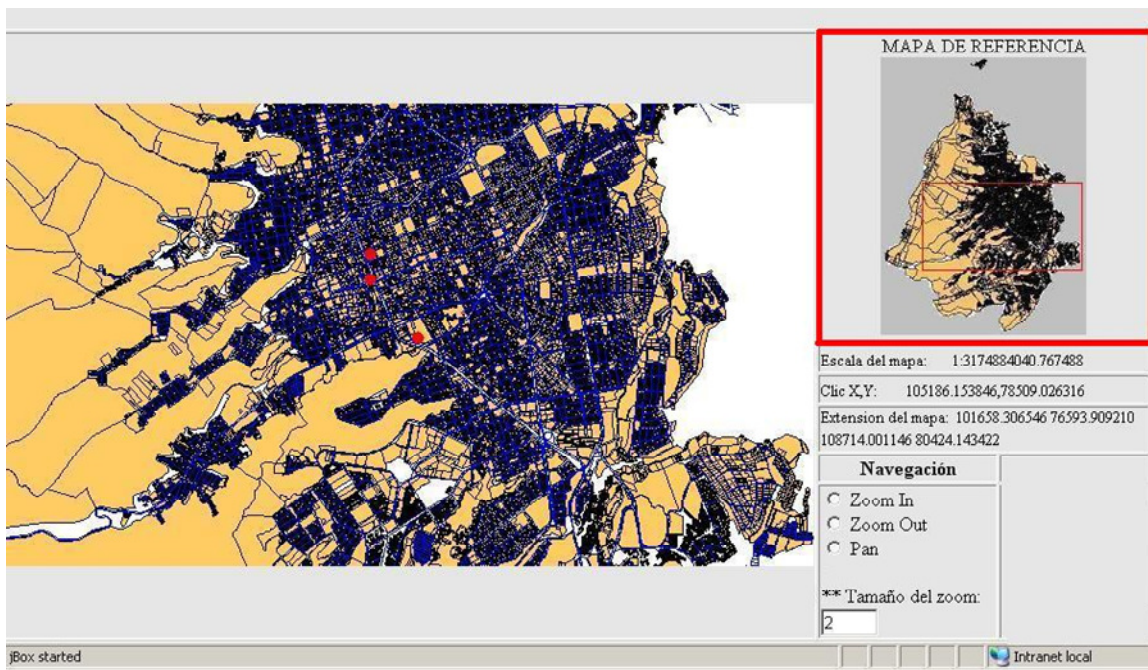 MAPA DE REFERENCIA
Escala del mapa: 1:3174884040.767488
Clic X,Y: 105186.153846,78509.026316
Extension del mapa: 101658.306546 76593.909210
108714.001146 80424.143422
Navegación
Zoom In
Zoom Out
Pan
** Tamaño del zoom:
2
jBox started
Intranet local